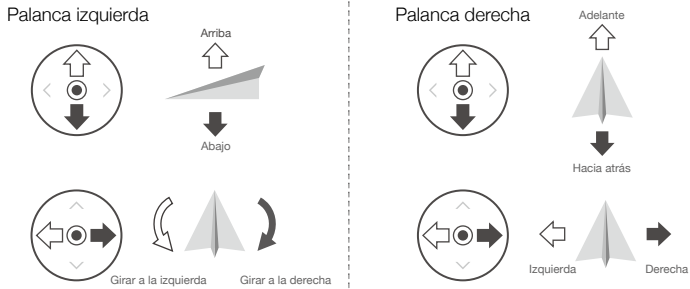 Palanca izquierda
Arriba
Abajo
Girar a la izquierda
Girar a la derecha
Palanca derecha
Adelante
Hacia atrás
Izquierda
Derecha